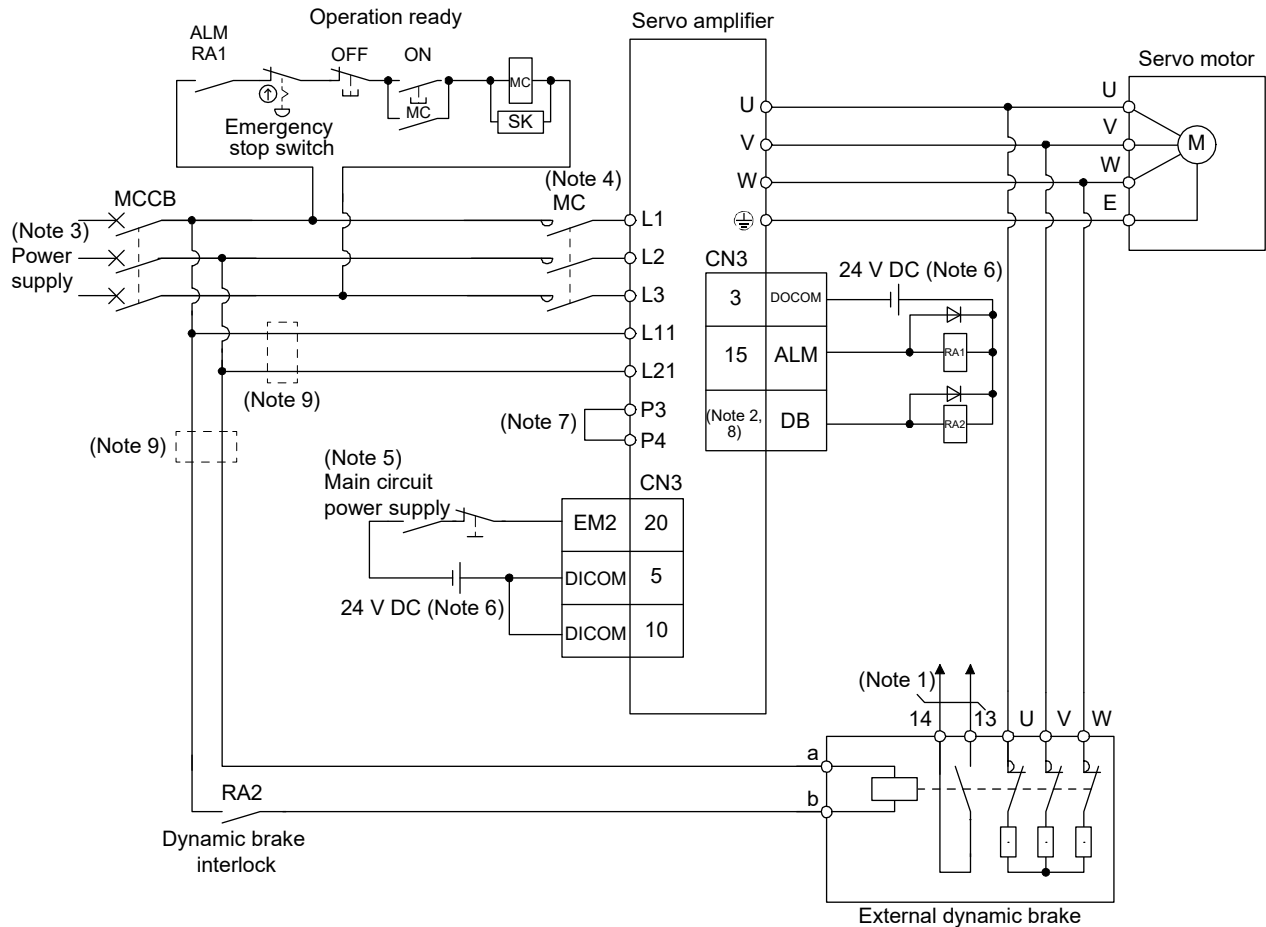 Operation ready
Servo amplifier
ALM
RA1
OFF
ON
MC
MC
SK
Emergency
stop switch
Servo motor
U
V
W
U
V
W
E
M
MCCB
(Note 4)
MC
(Note 3)
Power
supply
L1
L2
L3
L11
L21
(Note 9)
(Note 9)
(Note 7)
P3
P4
CN3
24 V DC (Note 6)
3
DOCOM
15
ALM
RA1
(Note 2,
8)
DB
RA2
(Note 5)
Main circuit
power supply
CN3
EM2
20
DICOM
5
24 V DC (Note 6)
DICOM
10
(Note 1)
14
13
U
V
W
a
b
RA2
Dynamic brake
interlock
External dynamic brake